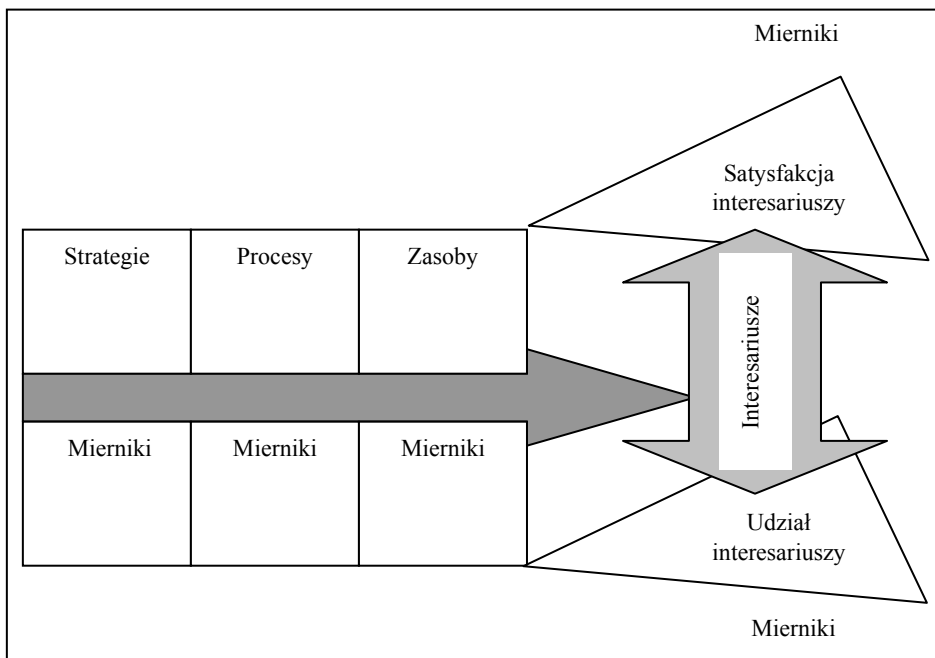 Mierniki
Satysfakcja
interesariuszy
Strategie Procesy Zasoby
Interesariusze
Mierniki Mierniki Mierniki
Udział
interesariuszy
Mierniki